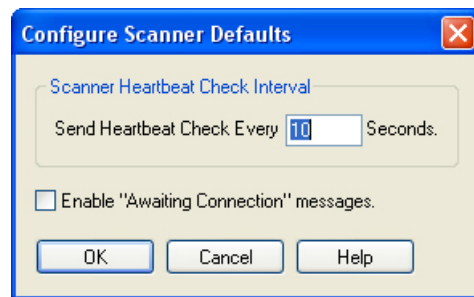 Configure Scanner Defaults
Scanner Heartbeat Check Interval
Send Heartbeat Check Every 10 Seconds.
Enable "Awaiting Connection" messages.
OK Cancel Help